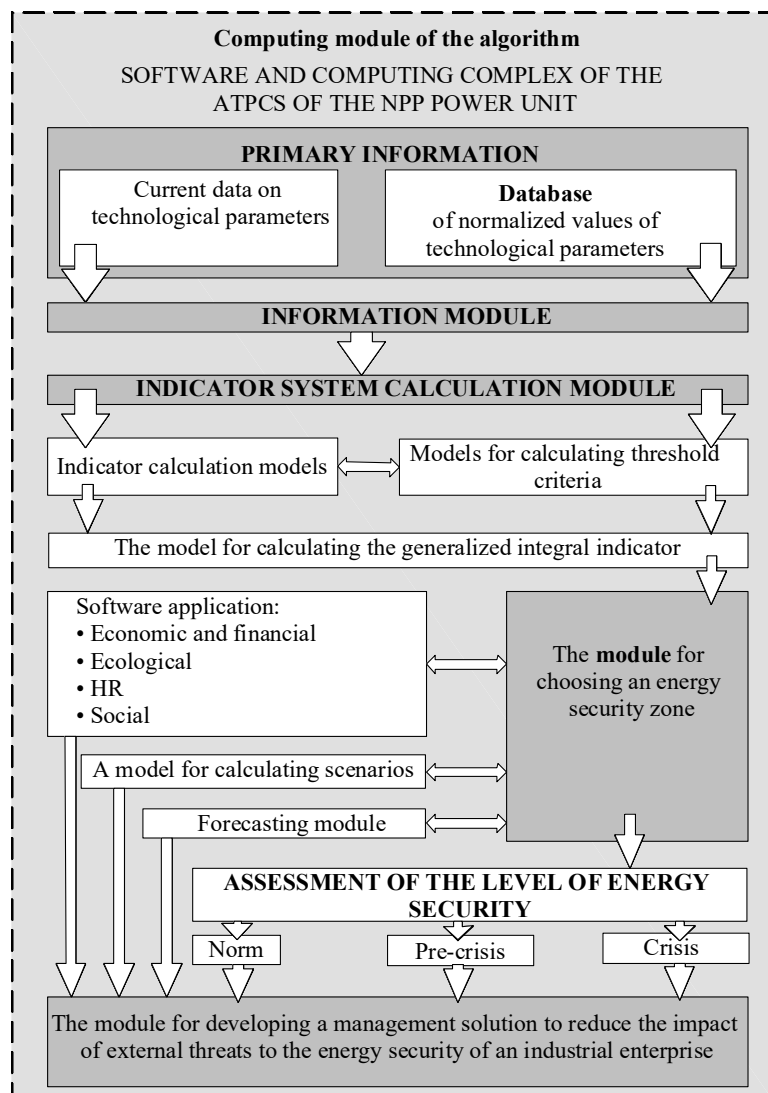 Computing module of the algorithm
SOFTWARE AND COMPUTING COMPLEX OF THE
ATPCS OF THE NPP POWER UNIT
PRIMARY INFORMATION
Current data on
technological parameters
Database
of normalized values of
technological parameters
INFORMATION MODULE
INDICATOR SYSTEM CALCULATION MODULE
Indicator calculation models
Models for calculating threshold
criteria
The model for calculating the generalized integral indicator
Software application:
• Economic and financial
• Ecological
• HR
• Social
The module for
choosing an energy
security zone
A model for calculating scenarios
Forecasting module
ASSESSMENT OF THE LEVEL OF ENERGY
SECURITY
Norm
Pre-crisis
Crisis
The module for developing a management solution to reduce the impact
of external threats to the energy security of an industrial enterprise